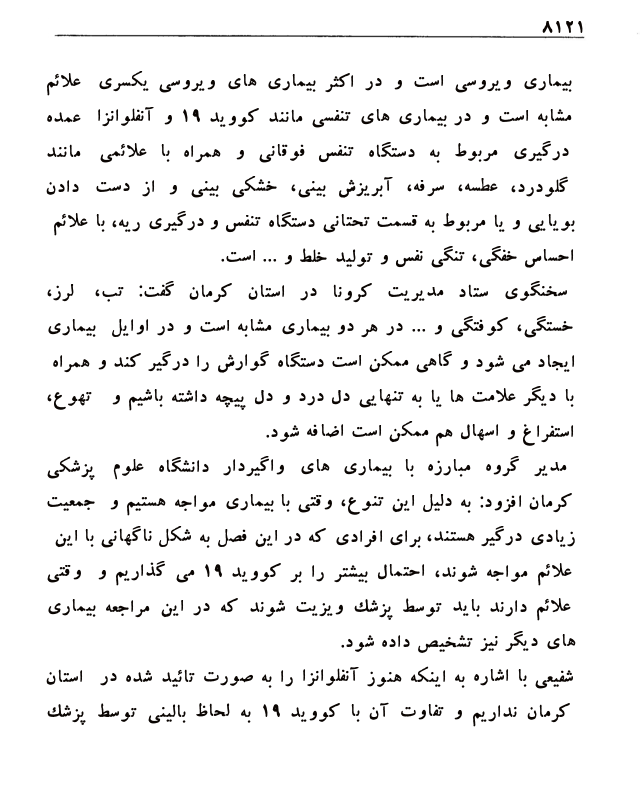 ۸۱۲۱
بیماری ویروسی است و در اکثر بیماری های ویروسی یکسری علائم
مشابه است و در بیماری های تنفسی مانند کووید ۱۹ و آنفلوانزا عمده
درگیری مربوط به دستگاه تنفس فوقانی و همراه با علائمی مانند
گلودرد، عطسه، سرفه، آبریزش بینی، خشکی بینی و از دست دادن
بویایی و یا مربوط به قسمت تحتانی دستگاه تنفس و درگیری ریه، با علائم
احساس خفگی، تنگی نفس و تولید خلط و ... است.
سخنگوی ستاد مدیریت کرونا در استان کرمان گفت: تب، لرز،
خستگی، کوفتگی و ... در هر دو بیماری مشابه است و در اوایل بیماری
ایجاد می شود و گاهی ممکن است دستگاه گوارش را درگیر کند و همراه
با دیگر علامت ها یا به تنهایی دل درد و دل پیچه داشته باشیم و تهوع،
استفراغ و اسهال هم ممکن است اضافه شود.
مدیر گروه مبارزه با بیماری های واگیردار دانشگاه علوم پزشکی
کرمان افزود: به دلیل این تنوع، وقتی با بیماری مواجه هستیم و جمعیت
زیادی درگیر هستند، برای افرادی که در این فصل به شکل ناگهانی با این
علائم مواجه شوند، احتمال بیشتر را بر کووید ۱۹ می گذاریم و وقتی
علائم دارند باید توسط پزشك ویزیت شوند که در این مراجعه بیماری
های دیگر نیز تشخیص داده شود.
شفیعی با اشاره به اینکه هنوز آنفلوانزا را به صورت تائید شده در استان
کرمان نداریم و تفاوت آن با کووید ۱۹ به لحاظ بالینی توسط پزشك